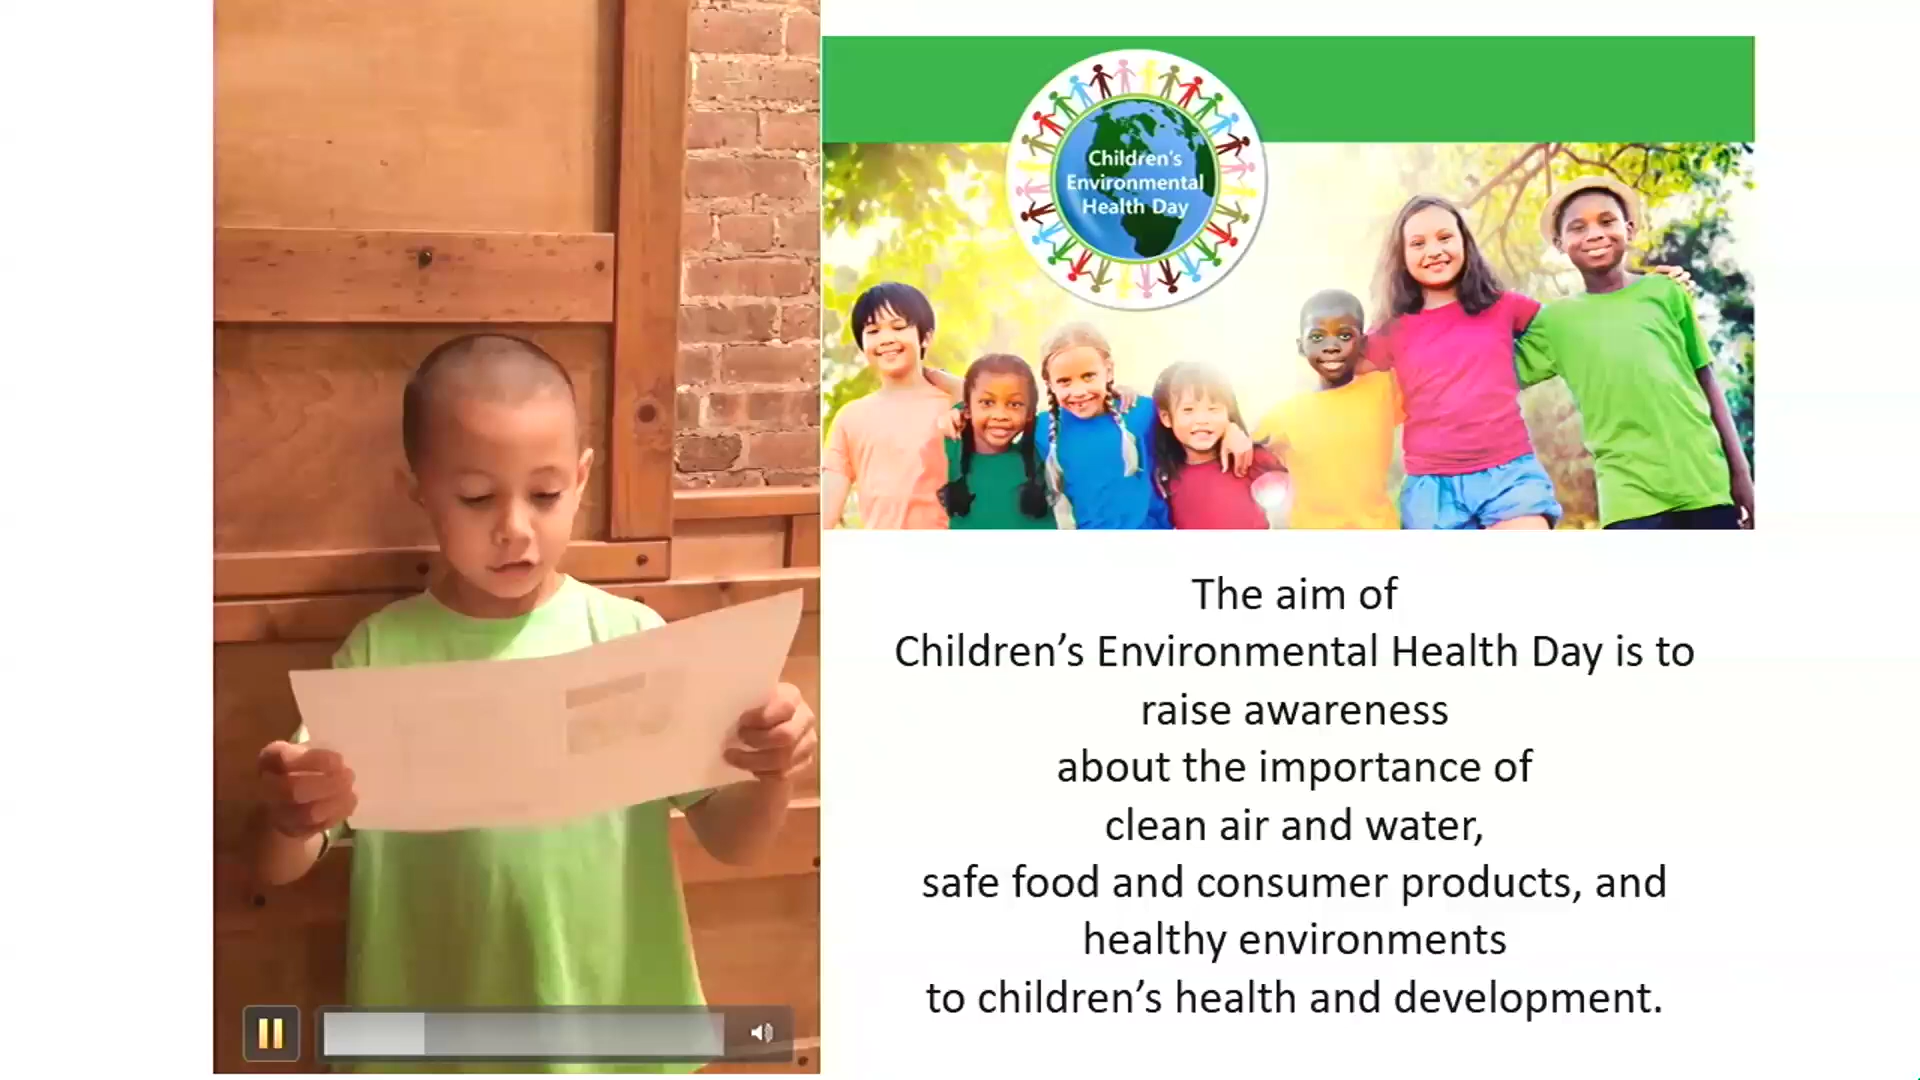 Children's
Environmental
Health Day
The aim of
Children's Environmental Health Day is to
raise awareness
about the importance of
clean air and water,
safe food and consumer products, and
healthy environments
to children's health and development.